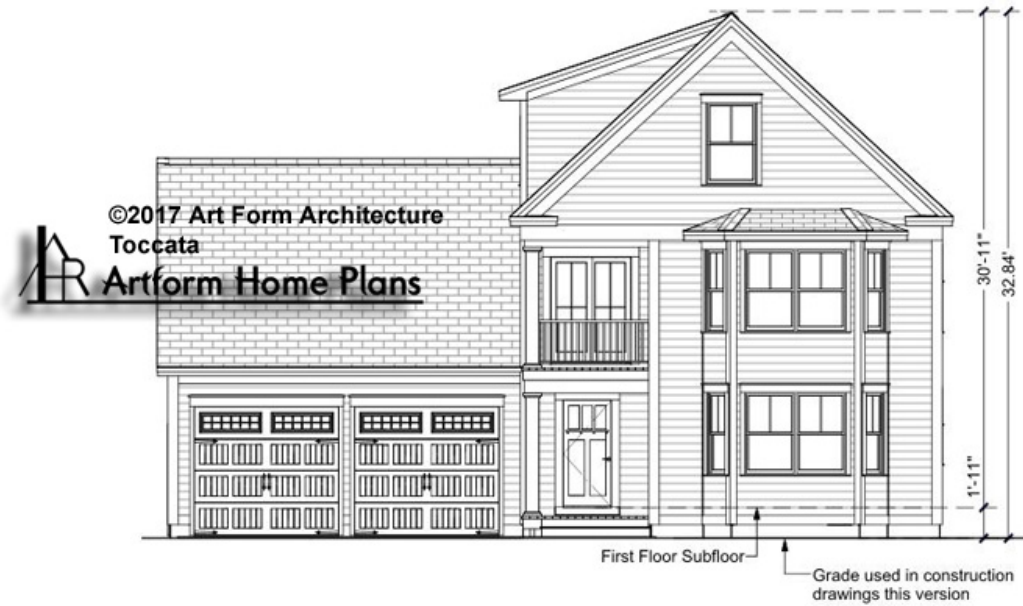 ©2017 Art Form Architecture
Toccata
Artform Home Plans
30'-11"
32.84'
1'-11"
First Floor Subfloor
Grade used in construction
drawings this version